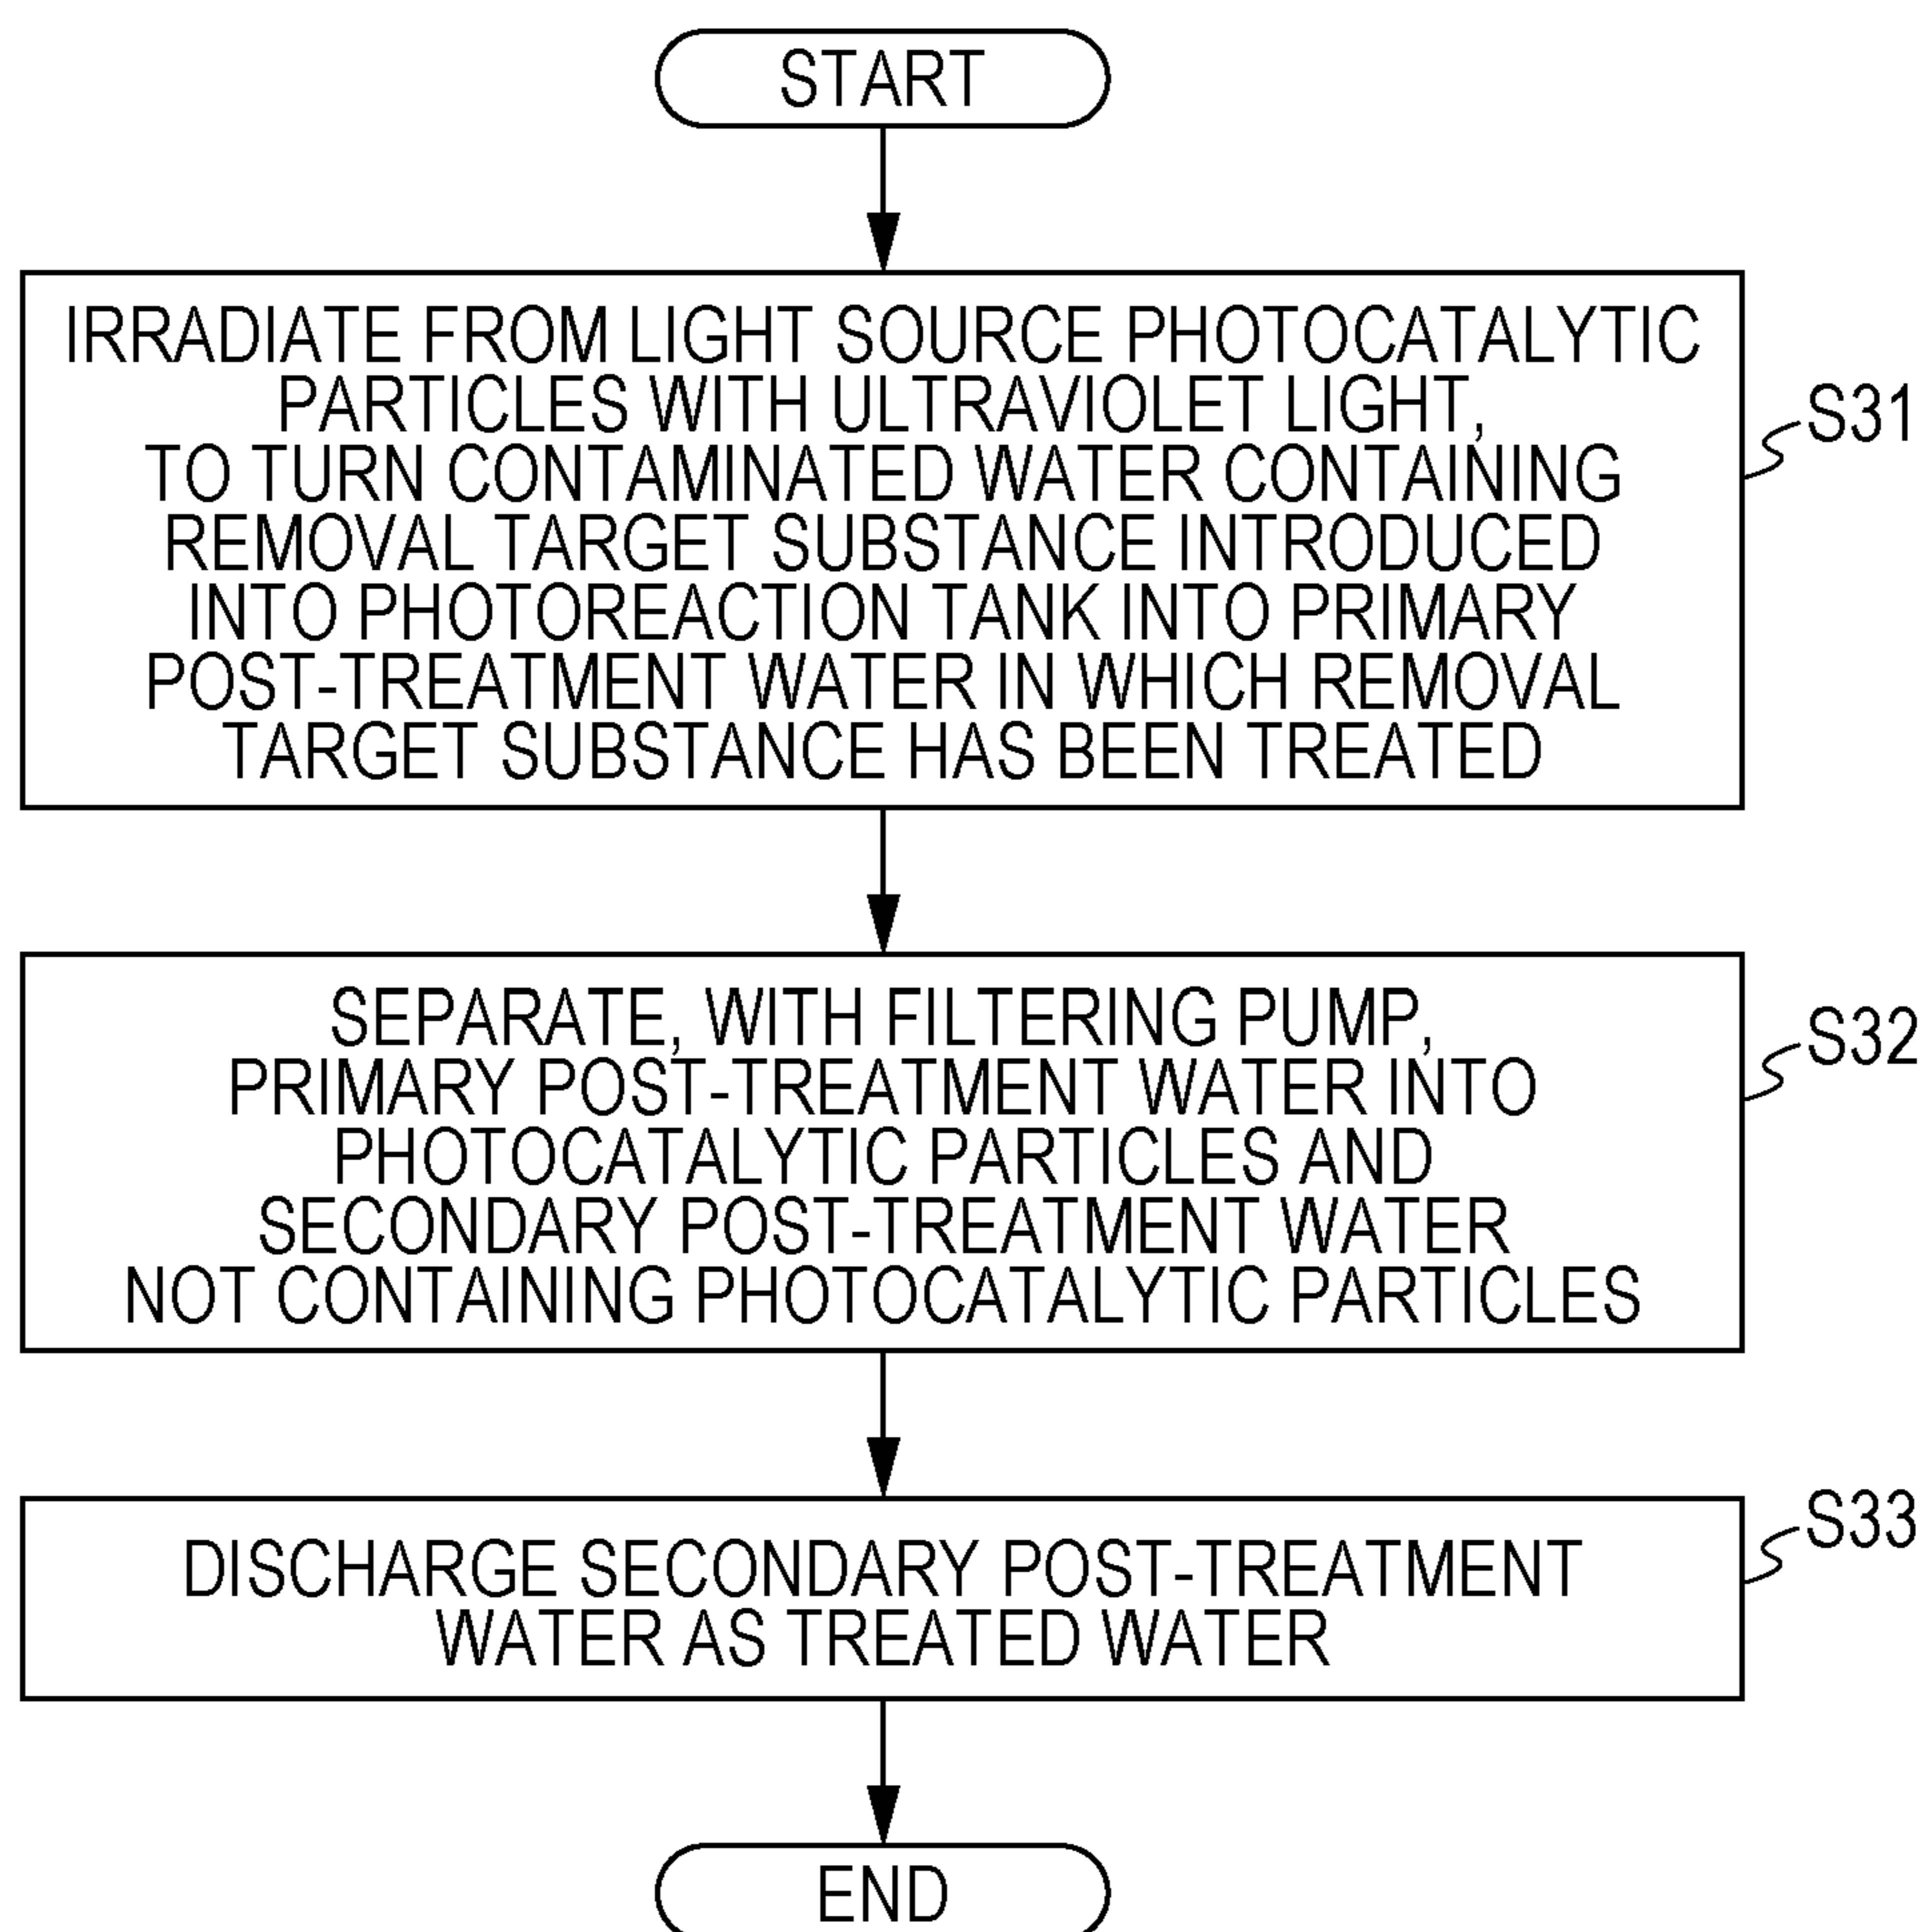 START
IRRADIATE FROM LIGHT SOURCE PHOTOCATALYTIC
PARTICLES WITH ULTRAVIOLET LIGHT,
TO TURN CONTAMINATED WATER CONTAINING
REMOVAL TARGET SUBSTANCE INTRODUCED
INTO PHOTOREACTION TANK INTO PRIMARY
POST-TREATMENT WATER IN WHICH REMOVAL
TARGET SUBSTANCE HAS BEEN TREATED
S31
SEPARATE, WITH FILTERING PUMP,
PRIMARY POST-TREATMENT WATER INTO
PHOTOCATALYTIC PARTICLES AND
SECONDARY POST-TREATMENT WATER
NOT CONTAINING PHOTOCATALYTIC PARTICLES
S32
DISCHARGE SECONDARY POST-TREATMENT
WATER AS TREATED WATER
S33
END